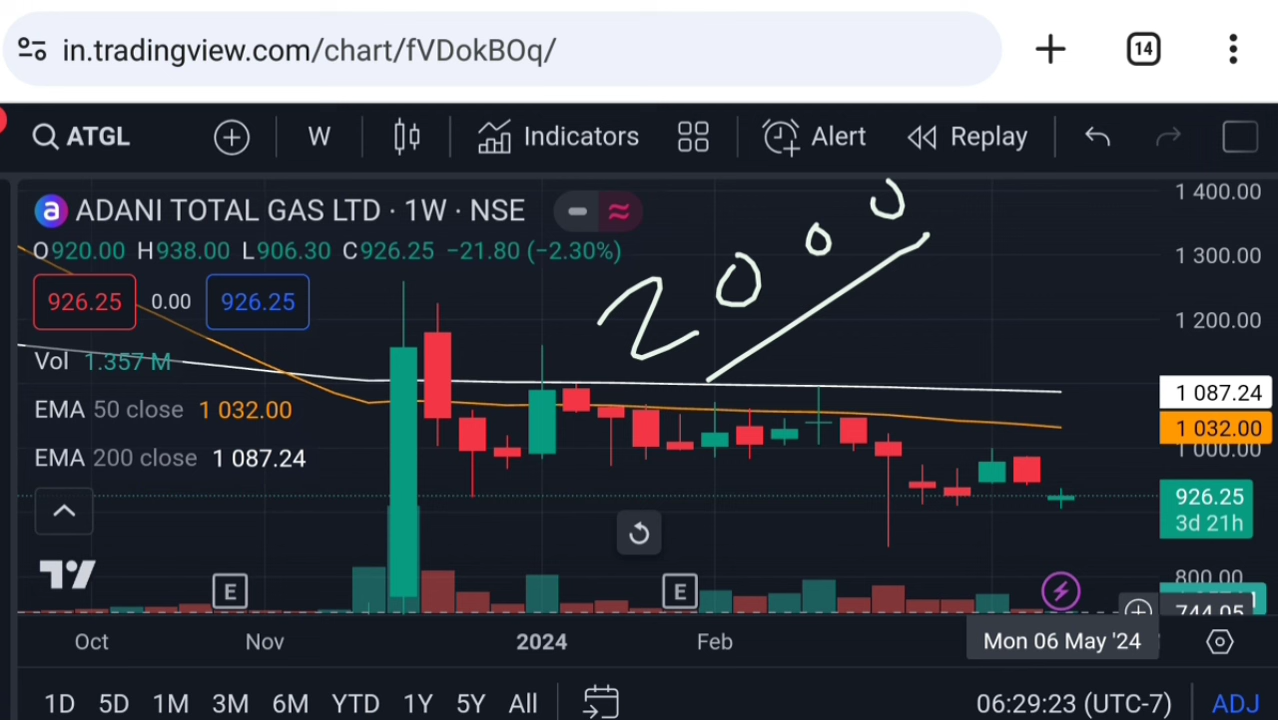 in.tradingview.com/chart/fVDokBOq/
14
ATGL
W
Indicators
Alert
Replay
a ADANI TOTAL GAS LTD · 1W · NSE
O920.00 H938.00 L906.30 C926.25 −21.80 (−2.30%)
926.25 0.00 926.25
Vol 1.357 M
EMA 50 close 1 032.00
EMA 200 close 1 087.24
2000
1 400.00
1 300.00
1 200.00
1 087.24
1 032.00
1 000.00
926.25
3d 21h
800.00
744.05
E
E
Oct Nov 2024 Feb Mon 06 May '24
1D 5D 1M 3M 6M YTD 1Y 5Y All 06:29:23 (UTC-7) ADJ